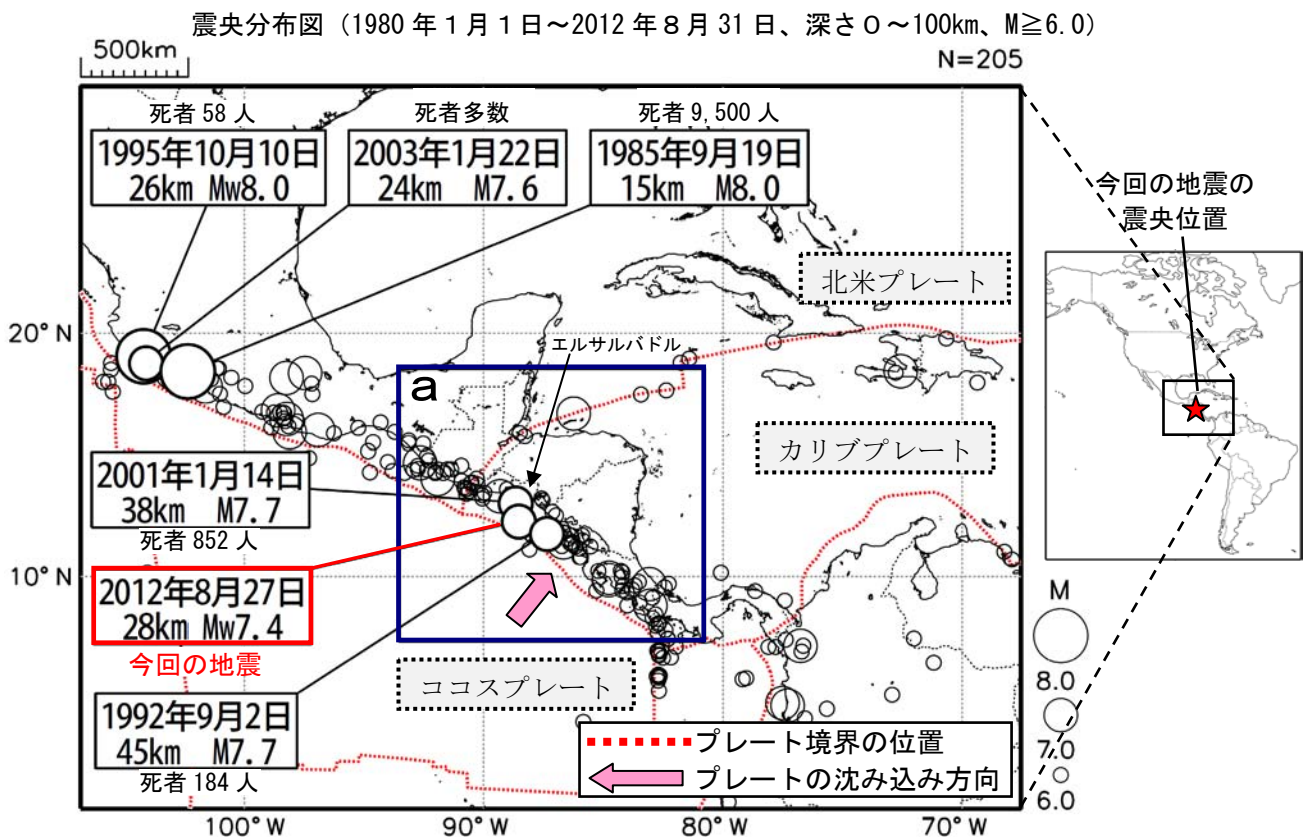 震央分布図（1980 年１月１日～2012 年８月 31 日、深さ０～100km、M≧6.0）
500km
N=205
死者 58 人
死者多数
死者 9,500 人
1995年10月10日
26km Mw8.0
2003年1月22日
24km M7.6
1985年9月19日
15km M8.0
今回の地震の
震央位置
北米プレート
20°N
エルサルバドル
a
カリブプレート
2001年1月14日
38km M7.7
死者 852 人
10°N
2012年8月27日
28km Mw7.4
今回の地震
M
8.0
7.0
6.0
ココスプレート
1992年9月2日
45km M7.7
死者 184 人
プレート境界の位置
プレートの沈み込み方向
100°W
90°W
80°W
70°W